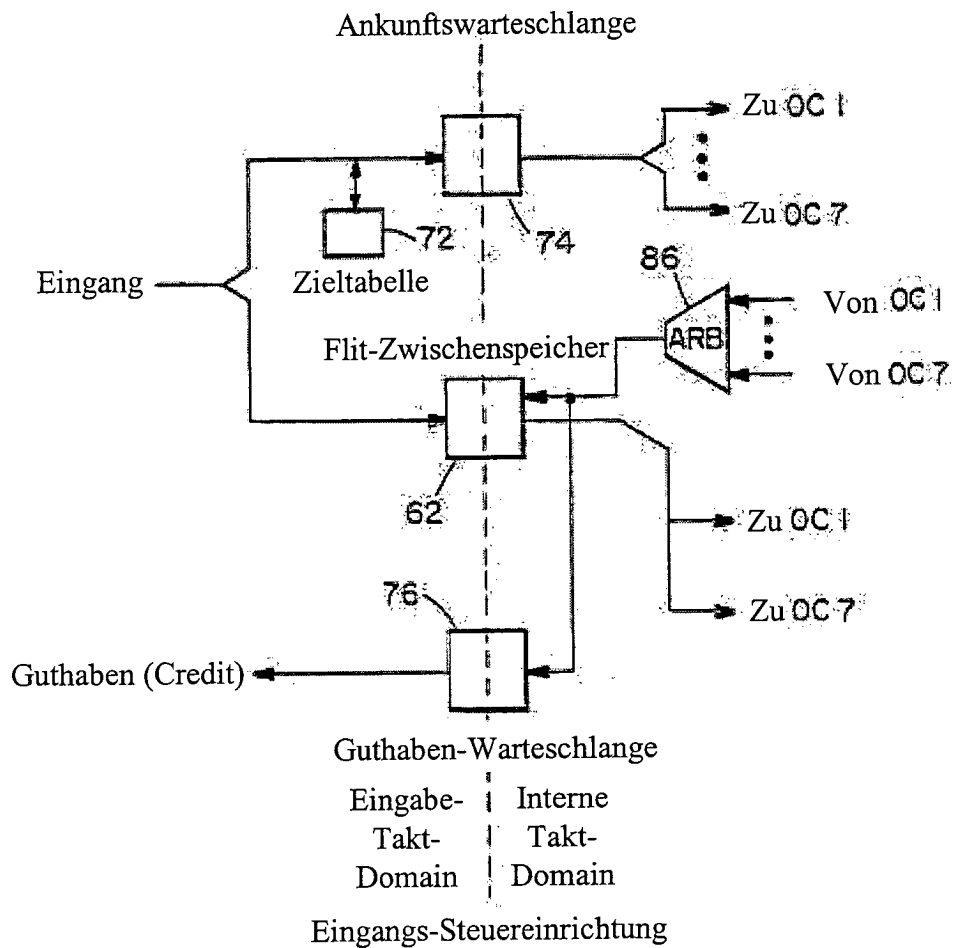 Ankunftswarteschlange
Zu OC 1
72
74
Zu OC 7
Eingang
Zieltabelle
86
Von OC 1
Flit-Zwischenspeicher
ARB
Von OC 7
62
Zu OC 1
76
Zu OC 7
Guthaben (Credit)
Guthaben-Warteschlange
Eingabe-
Takt-
Domain
Interne
Takt-
Domain
Eingangs-Steuereinrichtung